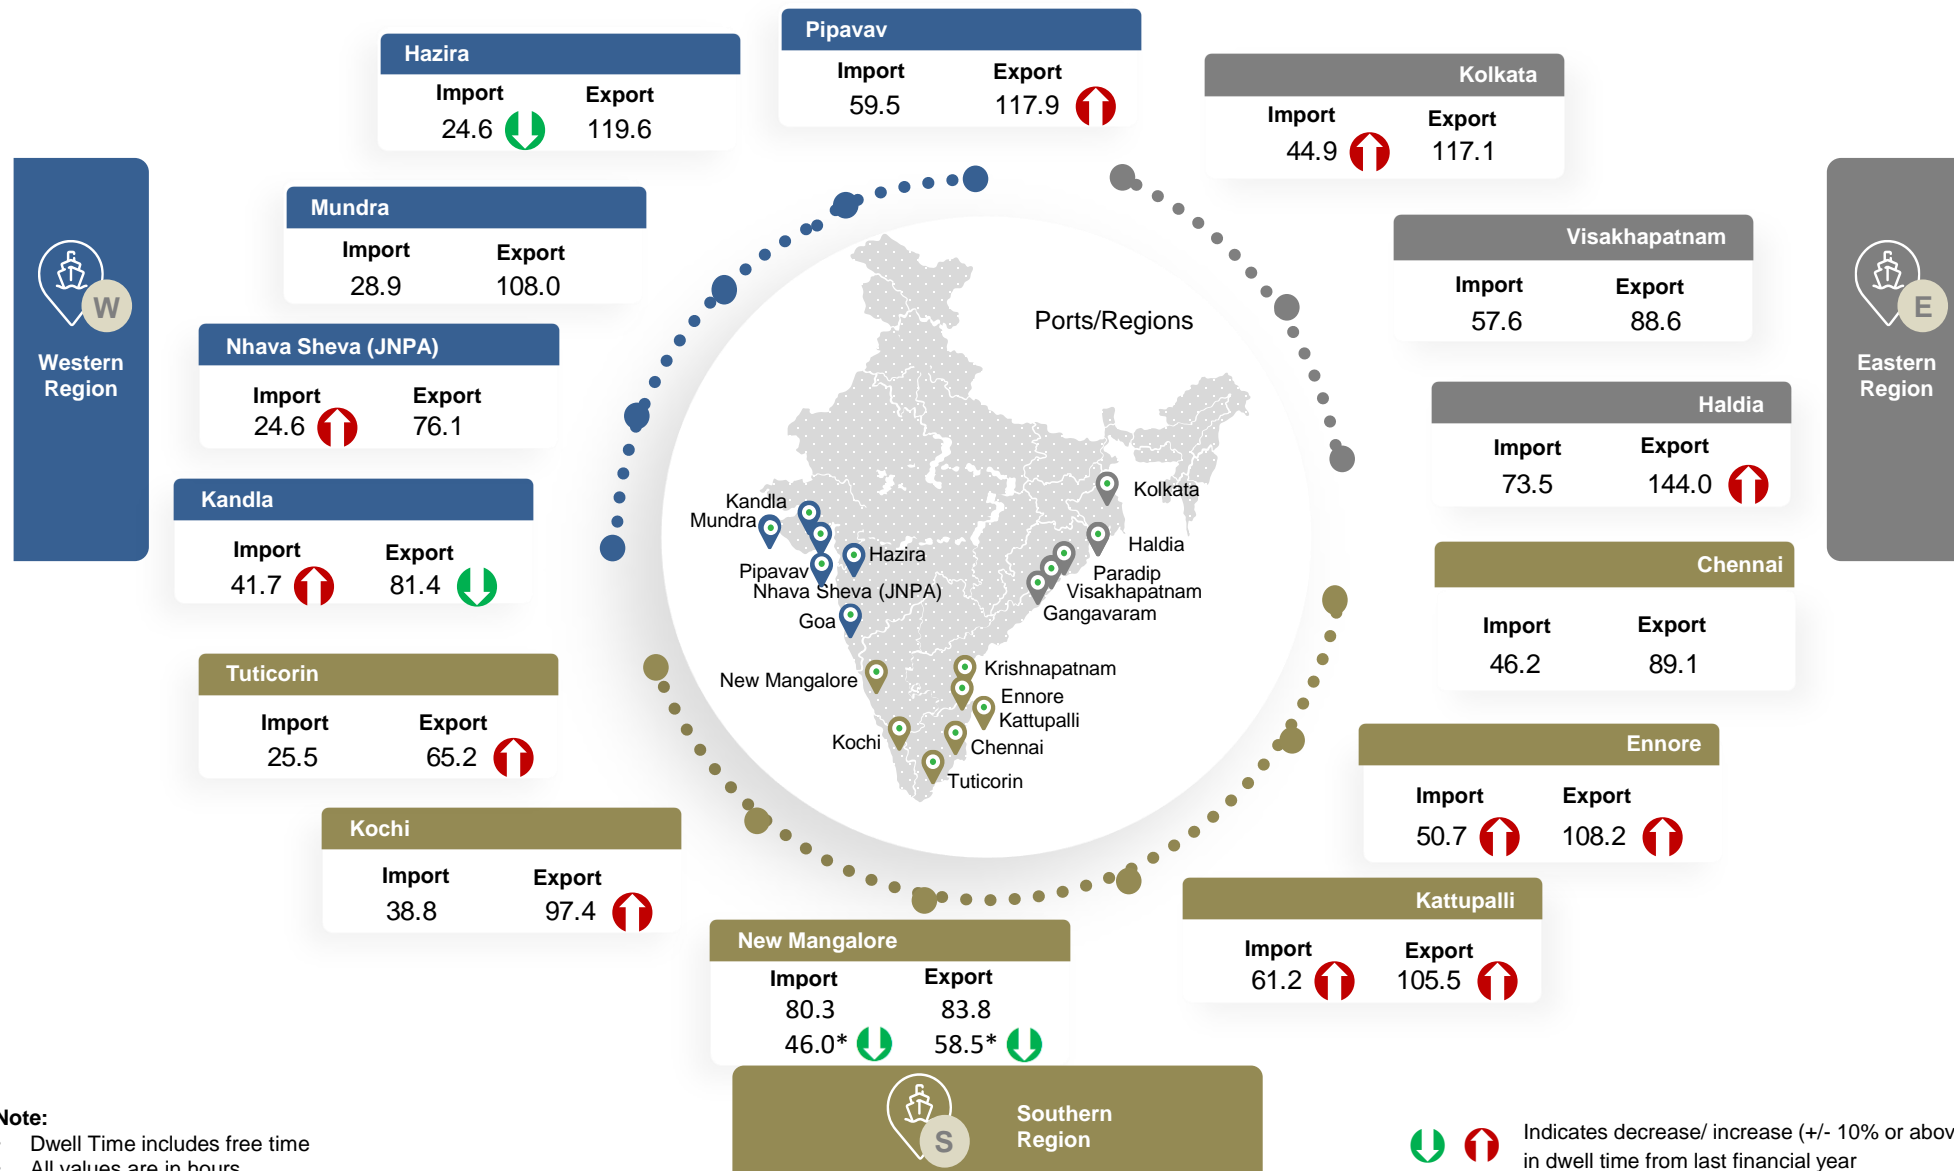 Hazira
Import Export
24.6 119.6
Pipavav
Import Export
59.5 117.9
Kolkata
Import Export
44.9 117.1
Mundra
Import Export
28.9 108.0
Visakhapatnam
Import Export
57.6 88.6
W
Western
Region
E
Eastern
Region
Nhava Sheva (JNPA)
Import Export
24.6 76.1
Haldia
Import Export
73.5 144.0
Kandla
Import Export
41.7 81.4
Chennai
Import Export
46.2 89.1
Tuticorin
Import Export
25.5 65.2
Ennore
Import Export
50.7 108.2
Kochi
Import Export
38.8 97.4
Kattupalli
Import Export
61.2 105.5
New Mangalore
Import Export
80.3 83.8
46.0* 58.5*
Ports/Regions
Kolkata
Kandla
Mundra
Haldia
Hazira
Pipavav
Paradip
Nhava Sheva (JNPA)
Visakhapatnam
Gangavaram
Goa
Krishnapatnam
New Mangalore
Ennore
Kattupalli
Kochi
Chennai
Tuticorin
S
Southern
Region
Note:
Dwell Time includes free time
All values are in hours
Indicates decrease/ increase (+/- 10% or abov
in dwell time from last financial year